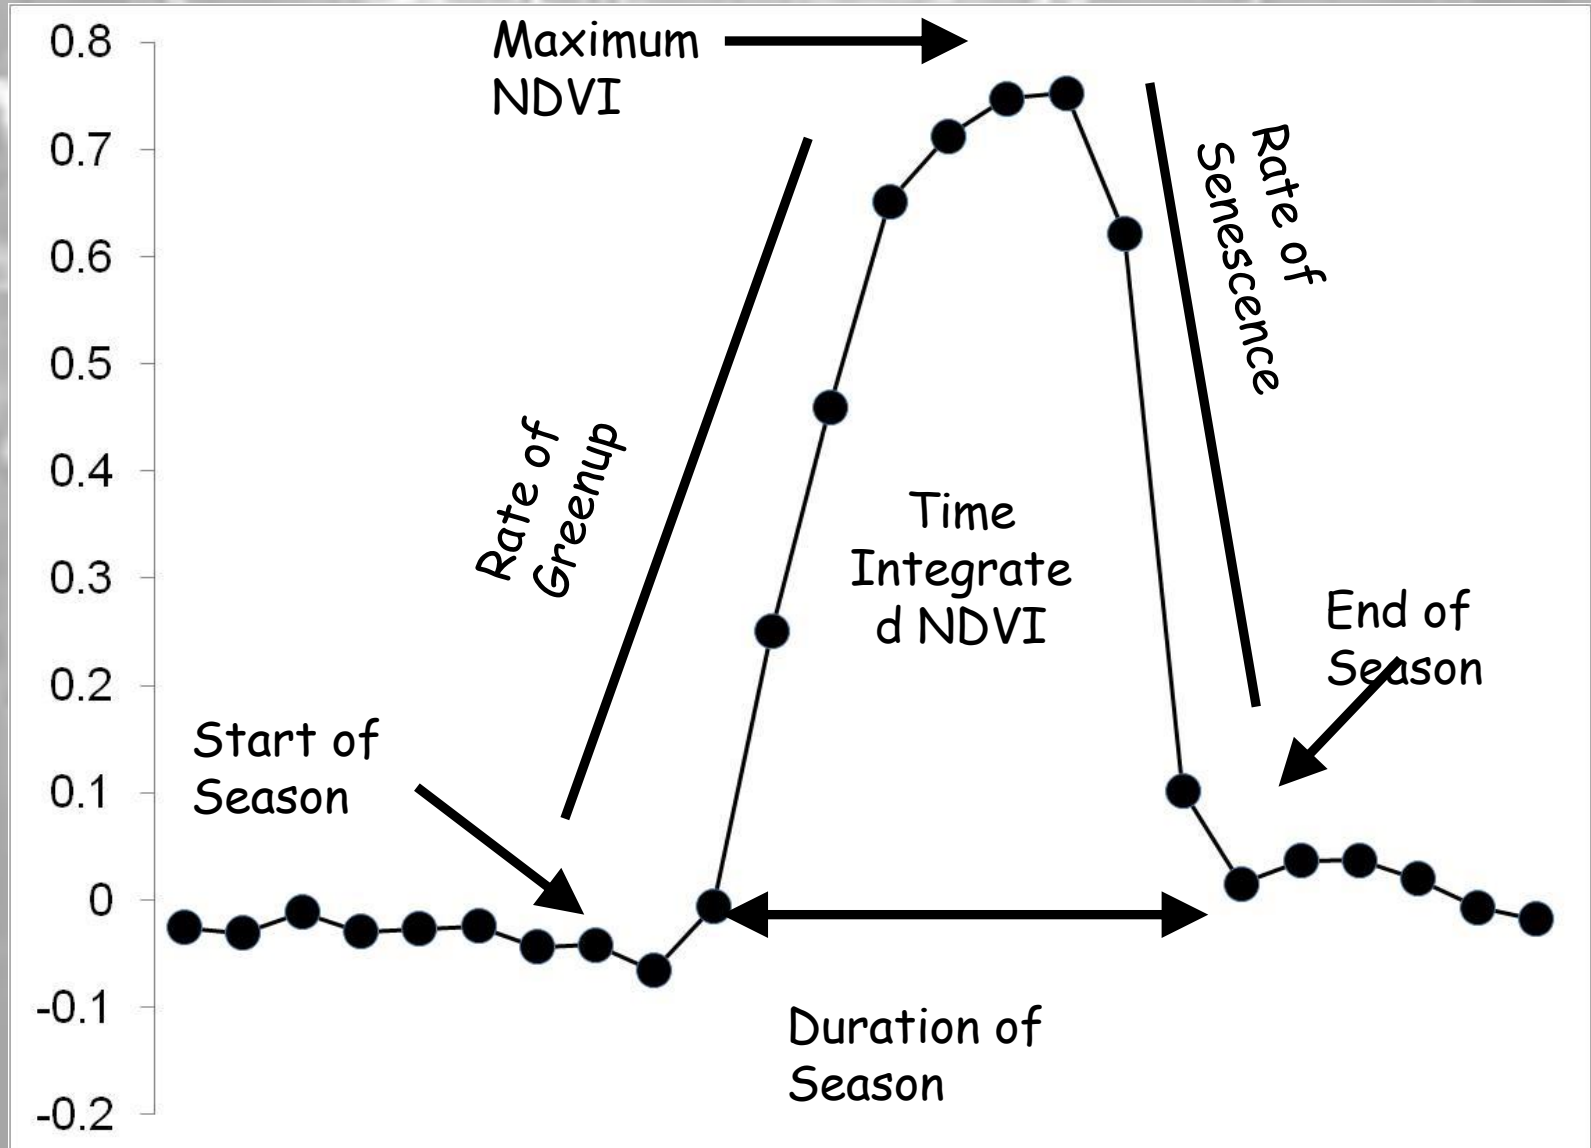 0.8
0.7
0.6
0.5
0.4
0.3
0.2
0.1
0
-0.1
-0.2
Maximum
NDVI
Rate of
Senescence
Rate of
Greenup
Time
Integrate
d NDVI
End of
Season
Start of
Season
Duration of
Season